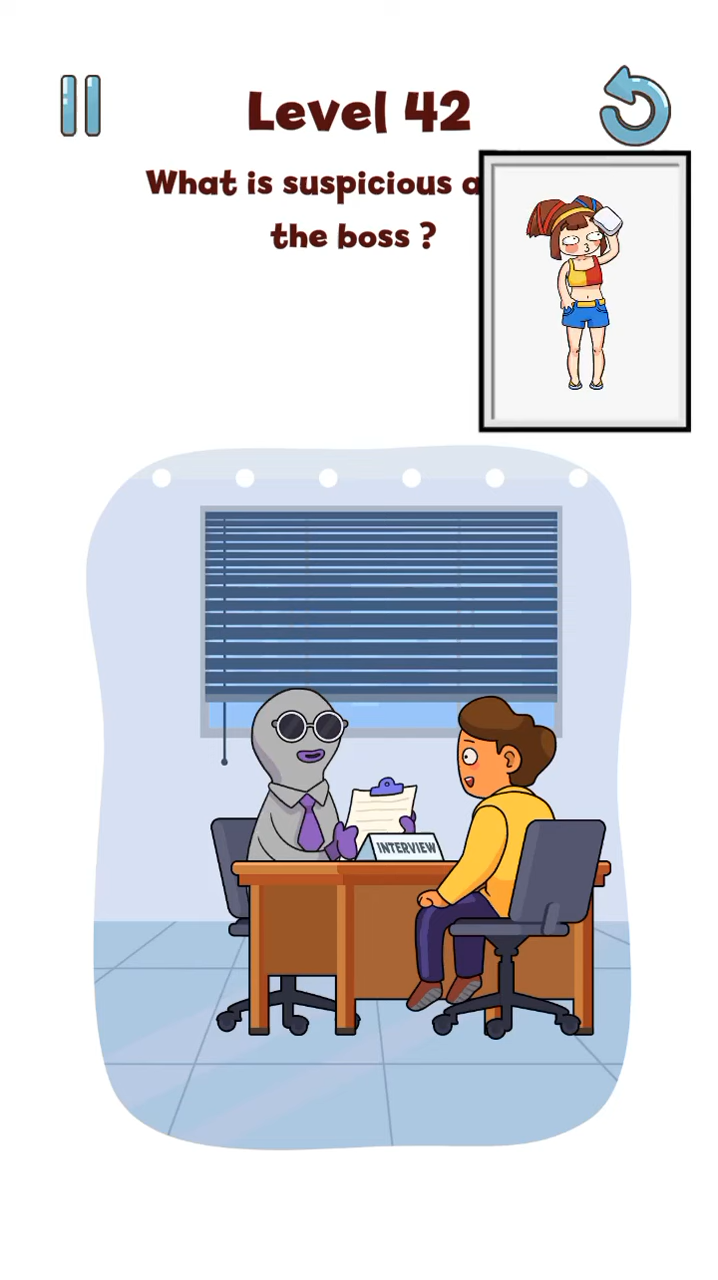 Level 42
What is suspicious a
the boss ?
INTERVIEW